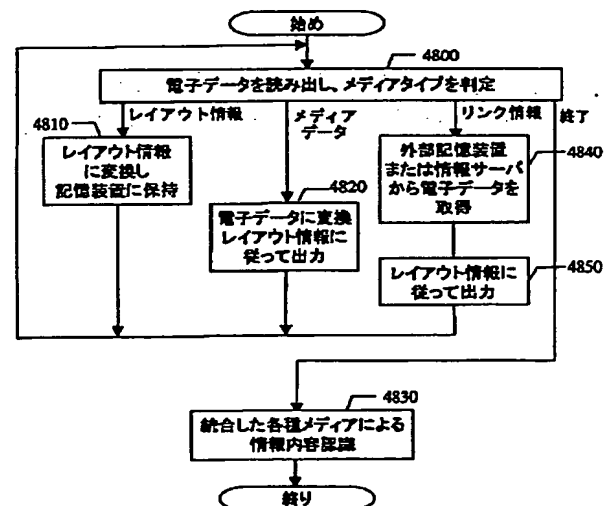 始め
4800
電子データを読み出し、メディアタイプを判定
レイアウト情報
メディア
データ
リンク情報
終了
4810
レイアウト情報
に変換し
記憶装置に保持
4820
電子データに変換
レイアウト情報に
従って出力
4840
外部記憶装置
または情報サーバ
から電子データを
取得
4850
レイアウト情報に
従って出力
4830
統合した各種メディアによる
情報内容認識
終り